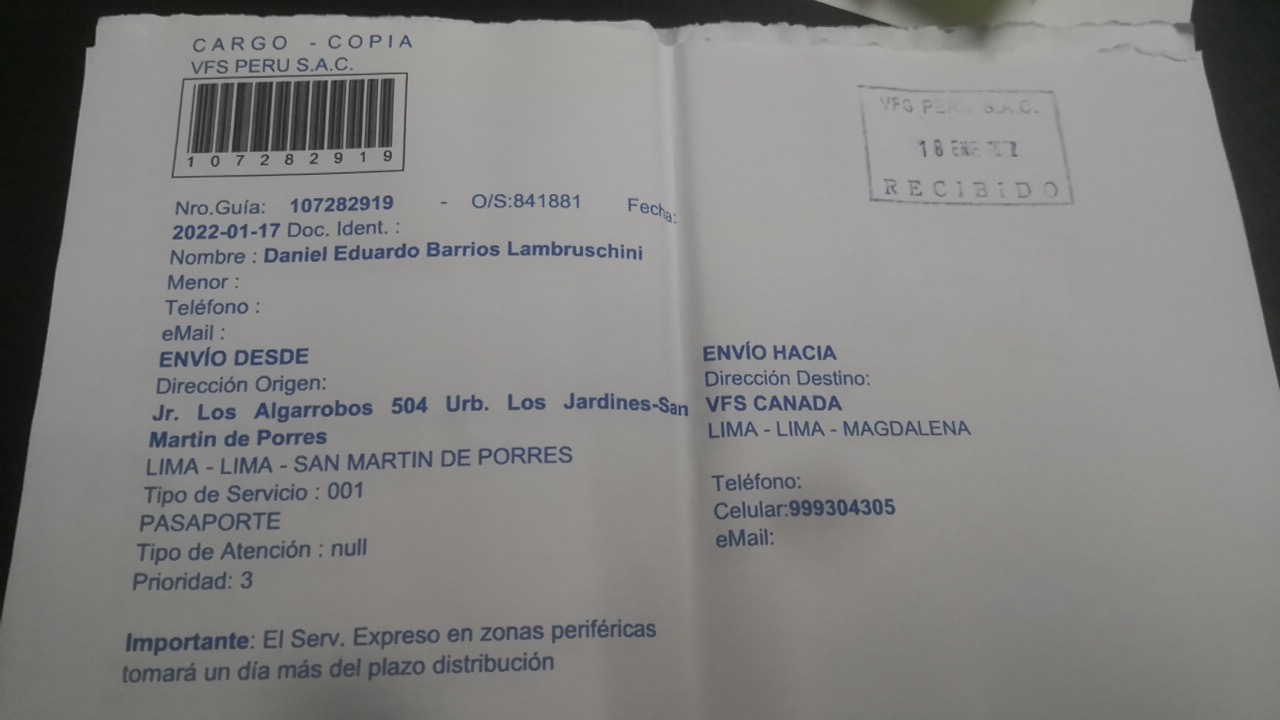 CARGO - COPIA
VFS PERU S.A.C.
107282919
Nro.Guía: 107282919 - O/S:841881 Fecha:
2022-01-17 Doc. Ident. :
Nombre : Daniel Eduardo Barrios Lambruschini
Menor :
Teléfono :
eMail :
ENVÍO DESDE
Dirección Origen:
Jr. Los Algarrobos 504 Urb. Los Jardines-San
Martin de Porres
LIMA - LIMA - SAN MARTIN DE PORRES
Tipo de Servicio : 001
PASAPORTE
Tipo de Atención : null
Prioridad: 3
Importante: El Serv. Expreso en zonas periféricas
tomará un día más del plazo distribución
VFS S.A.C.
18 ENE
RECIBIDO
ENVÍO HACIA
Dirección Destino:
VFS CANADA
LIMA - LIMA - MAGDALENA
Teléfono:
Celular:999304305
eMail: